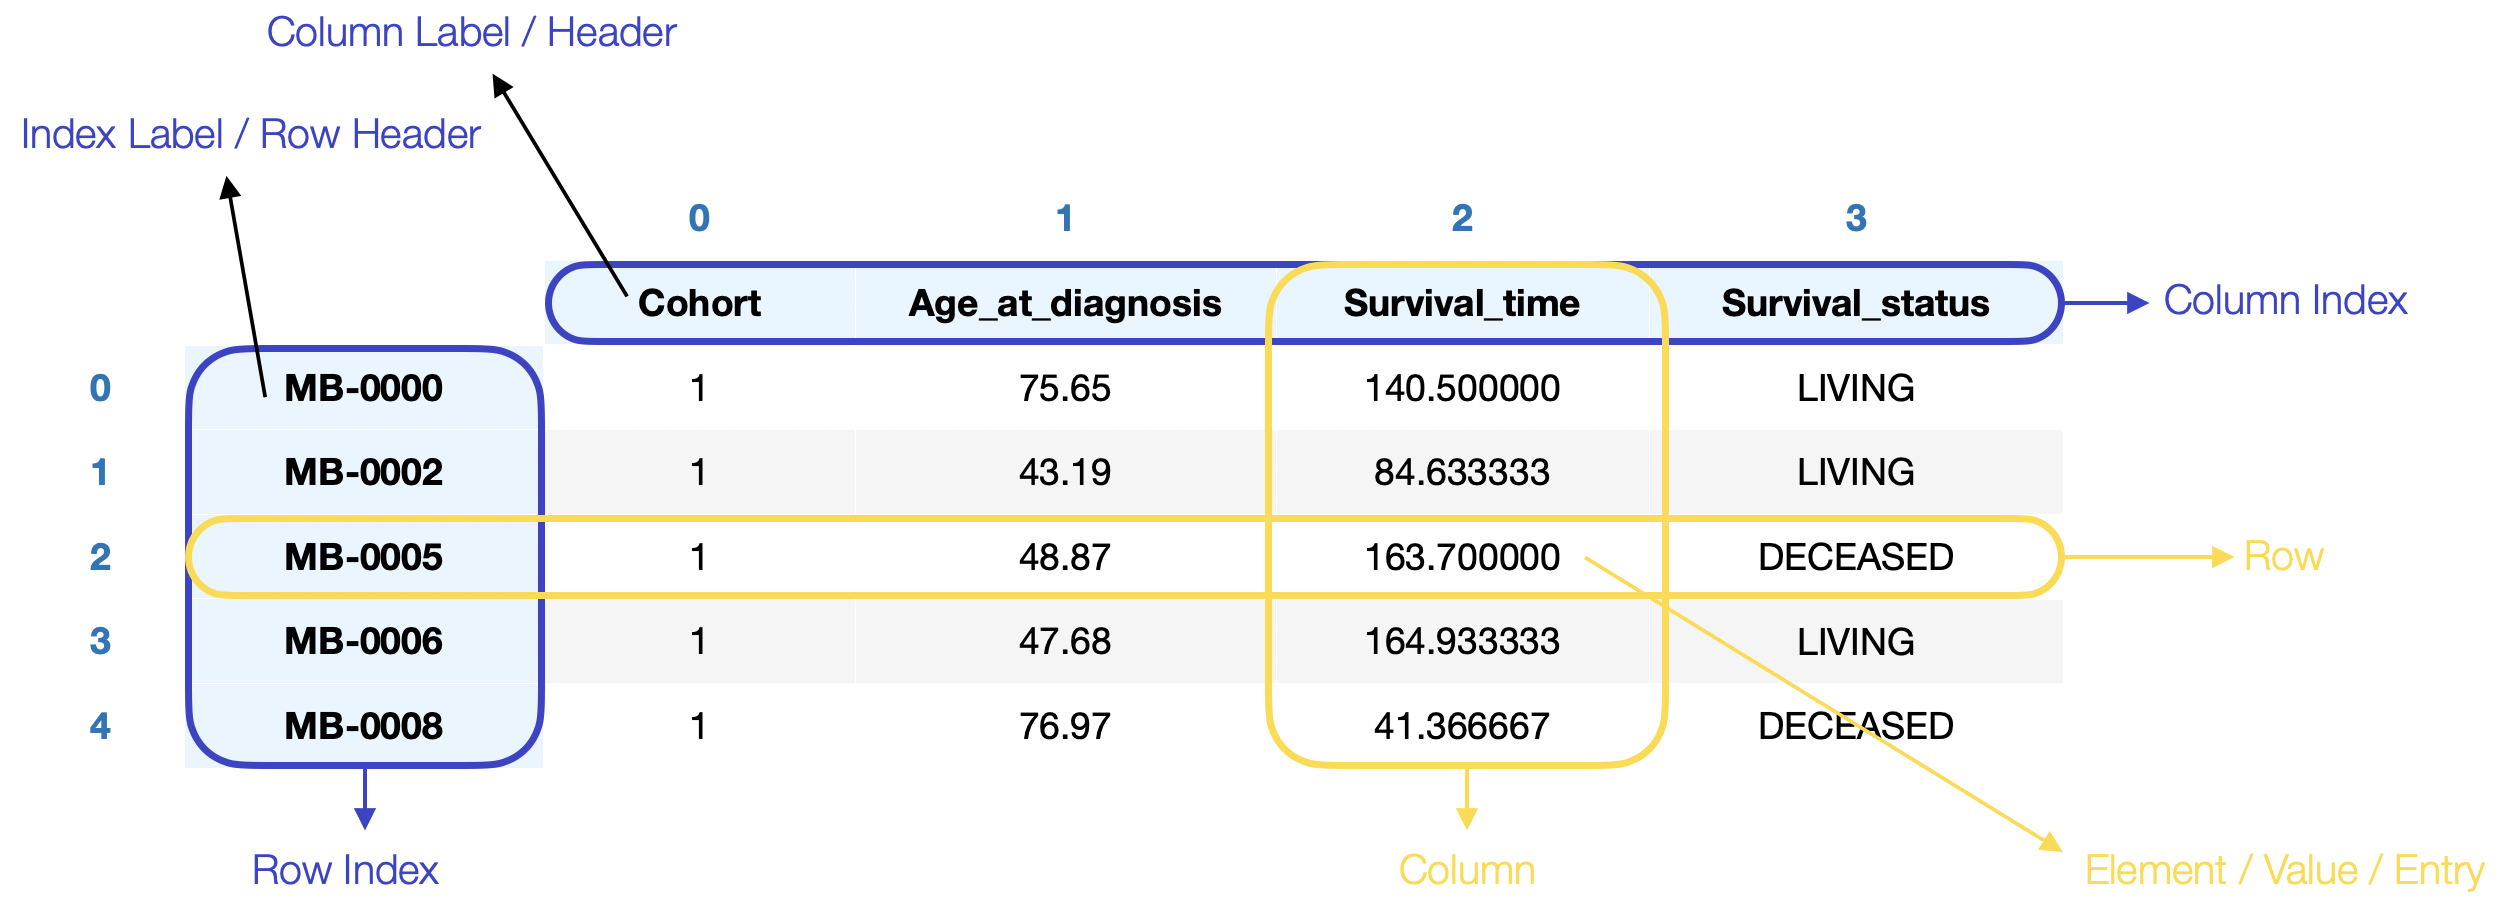 Column Label / Header
Index Label / Row Header
0 1 2 3
Cohort Age_at_diagnosis Survival_time Survival_status Column Index
0 MB-0000 1 75.65 140.500000 LIVING
1 MB-0002 1 43.19 84.633333 LIVING
2 MB-0005 1 48.87 163.700000 DECEASED Row
3 MB-0006 1 47.68 164.933333 LIVING
4 MB-0008 1 76.97 41.366667 DECEASED
Row Index Column Element / Value / Entry